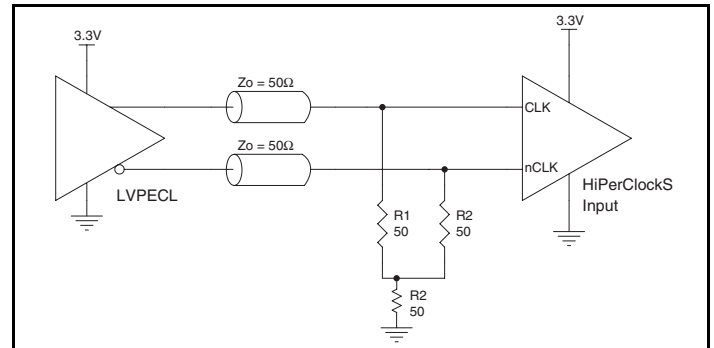 3.3V
3.3V
Zo = 50Ω
CLK
Zo = 50Ω
nCLK
LVPECL
HiPerClockS
Input
R1
50
R2
50
R2
50